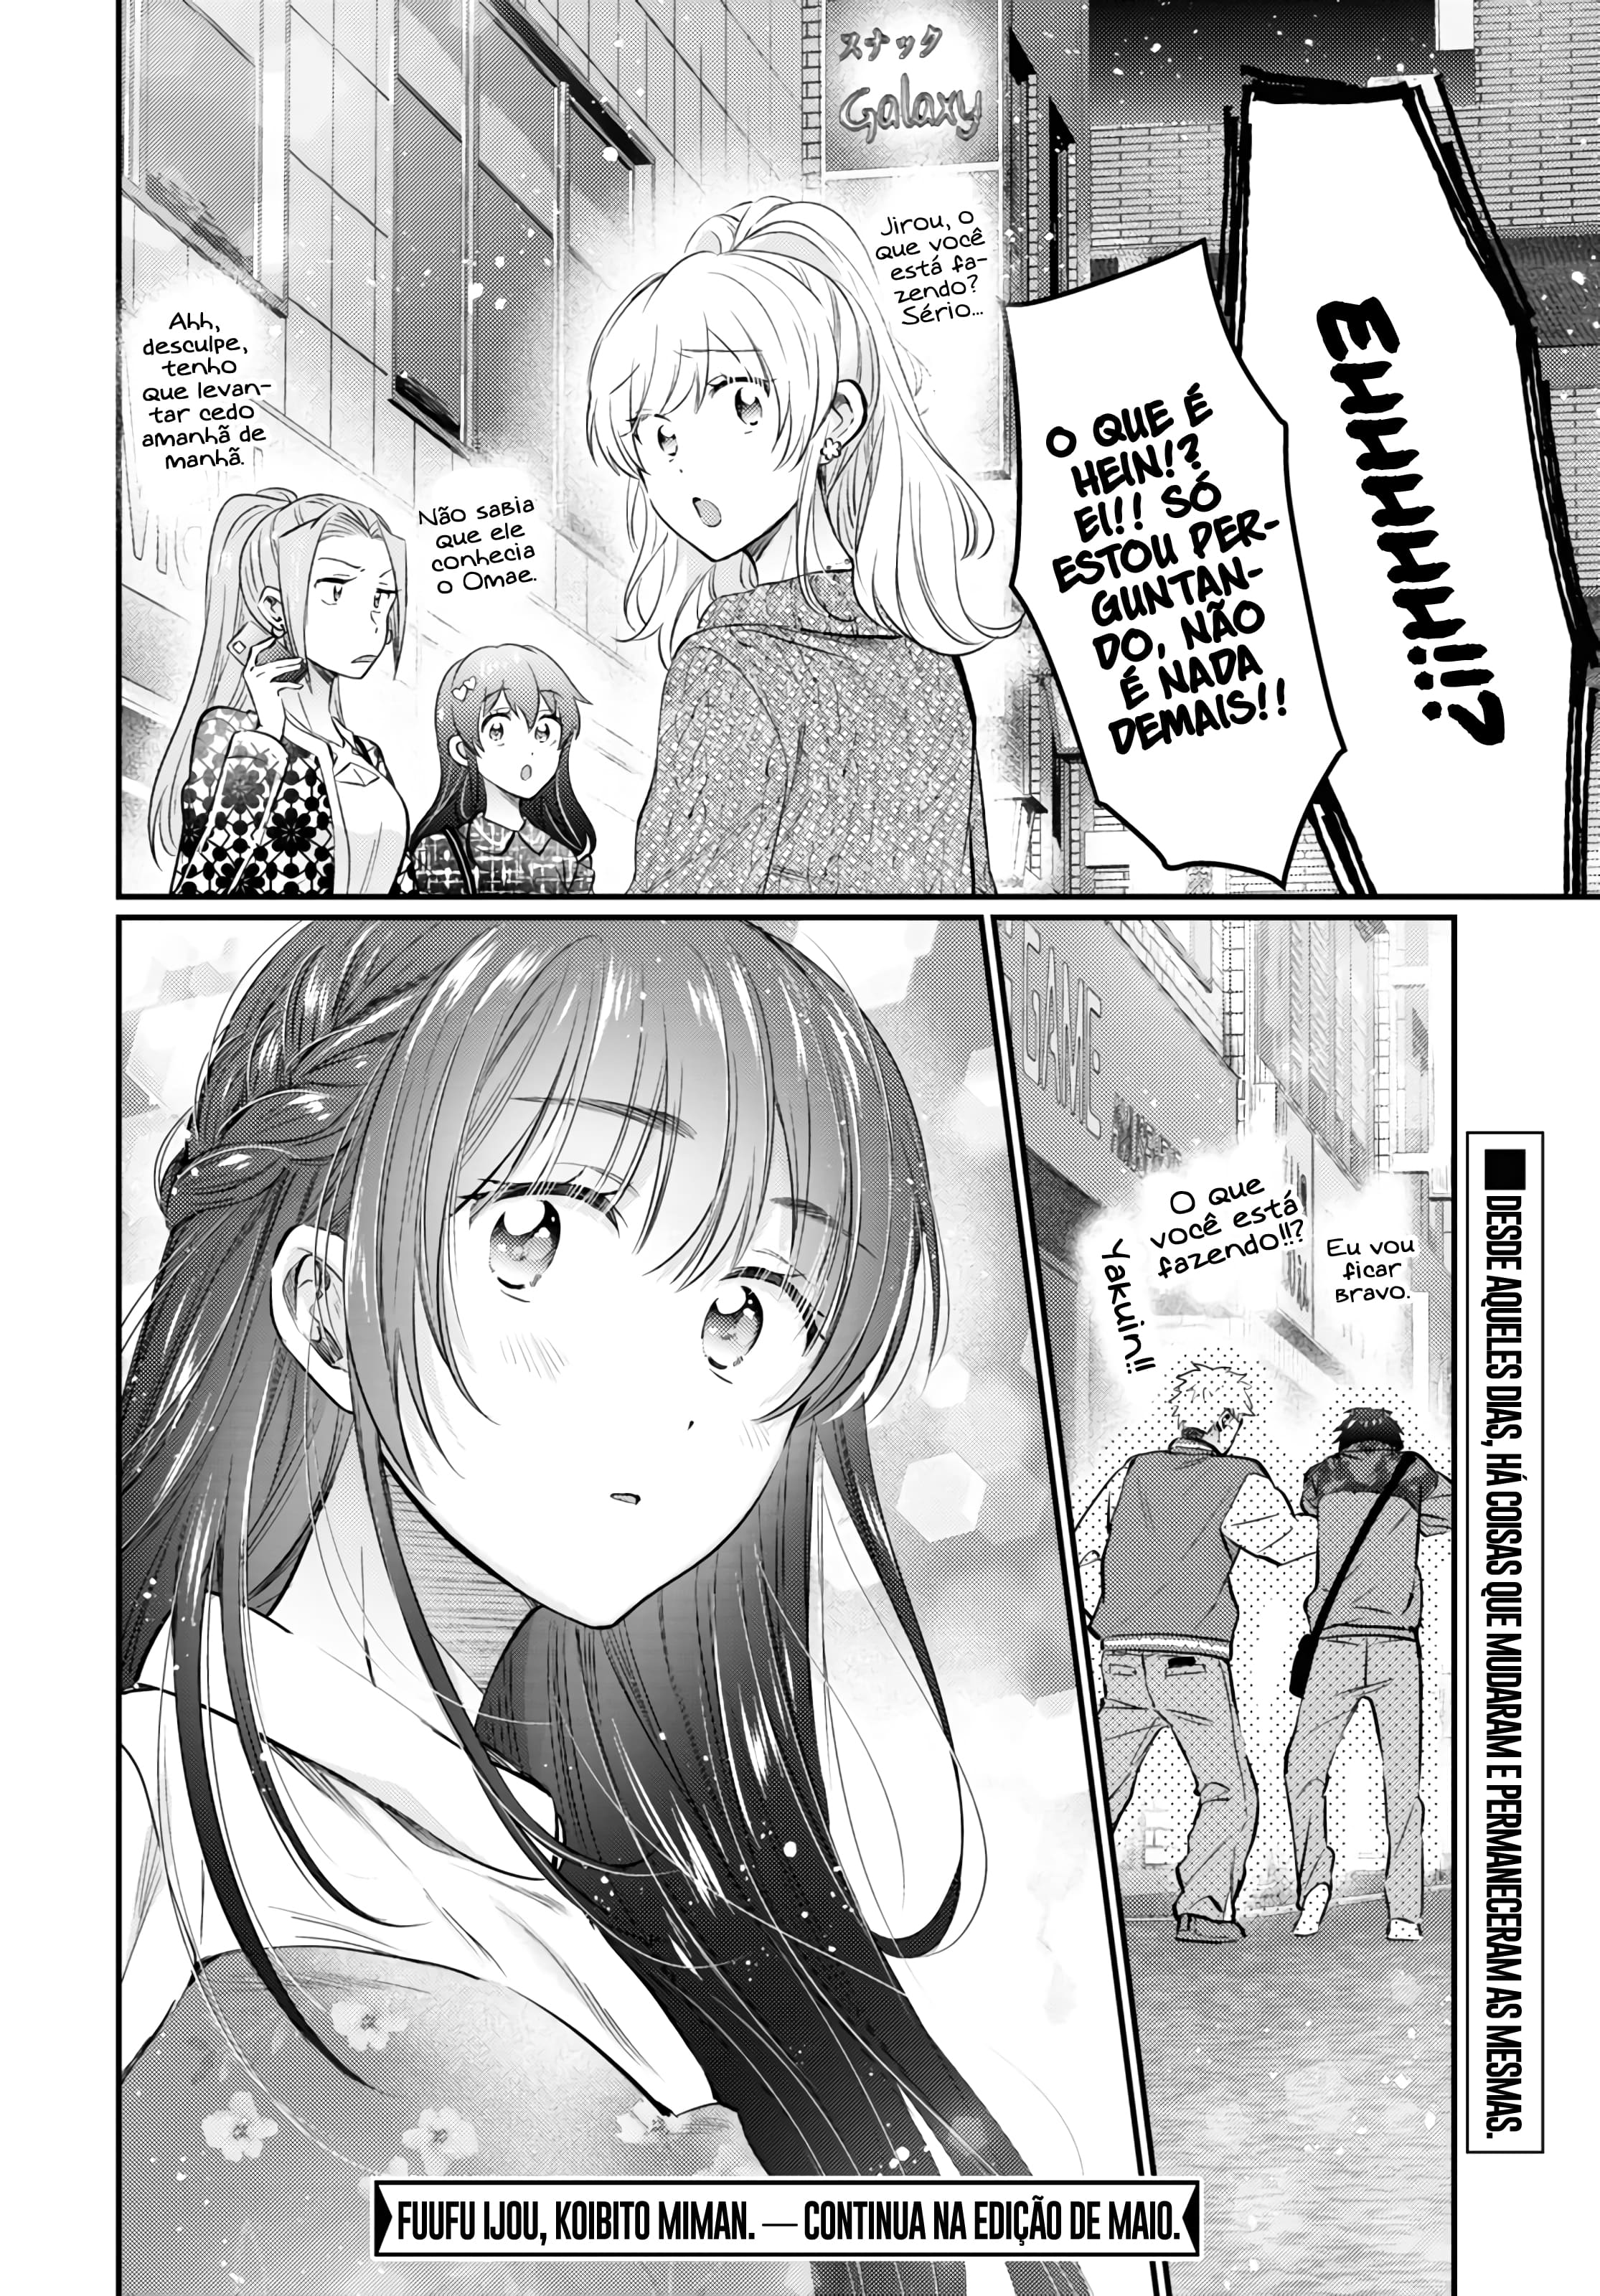 EHHHH!!?
O QUE É
HEIN!?
EI!! SÓ
ESTOU PER-
GUNTAN-
DO, NÃO
É NADA
DEMAIS!!
スナック
Galaxy
Jirou, o
que você
está fa-
zendo?
Sério...
Não sabia
que ele
conhecia
o Omae.
Ahh,
desculpe,
tenho
que levan-
tar cedo
amanhã de
manhã.
GAME
Eu vou
ficar
bravo.
O que
você está
fazendo!!?
Yakuin!!
DESDE AQUELES DIAS, HÁ COISAS QUE MUDARAM E PERMANECERAM AS MESMAS.
FUUFU IJOU, KOIBITO MIMAN. — CONTINUA NA EDIÇÃO DE MAIO.